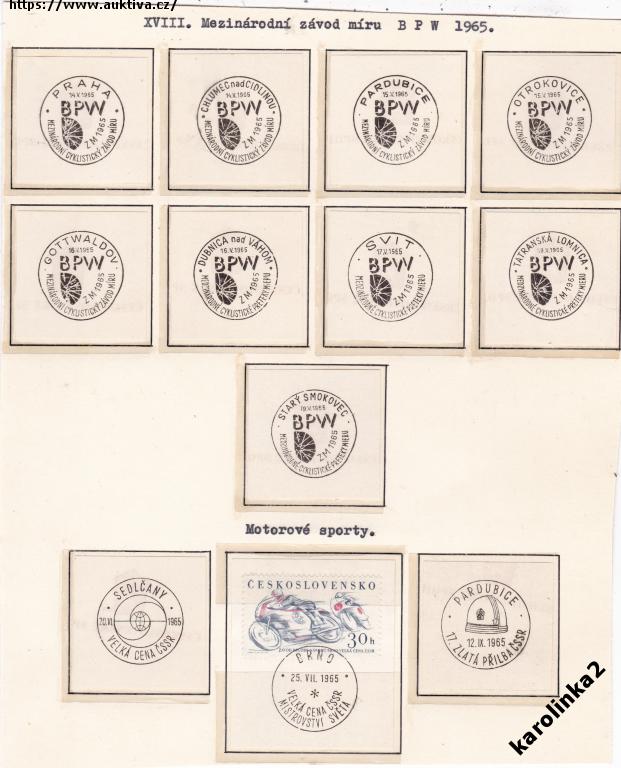 https://www.auktiva.cz/
XVIII. Mezinárodní závod míru B P W 1965.
PRAHA
14.V.1965
BPW
ZM 1965
MEZINÁRODNÍ CYKLISTICKÝ ZÁVOD MÍRU
CHLUMEC nad CIDLINOU
14.V.1965
BPW
ZM 1965
MEZINÁRODNÍ CYKLISTICKÝ ZÁVOD MÍRU
PARDUBICE
15.V.1965
BPW
ZM 1965
MEZINÁRODNÍ CYKLISTICKÝ ZÁVOD MÍRU
OTROKOVICE
15.V.1965
BPW
ZM 1965
MEZINÁRODNÍ CYKLISTICKÝ ZÁVOD MÍRU
GOTTWALDOV
16.V.1965
BPW
ZM 1965
MEZINÁRODNÍ CYKLISTICKÝ ZÁVOD MÍRU
DUBNICA nad VÁHOM
16.V.1965
BPW
ZM 1965
MEDZINÁRODNÉ CYKLISTICKÉ PRETEKY MIERU
SVIT
17.V.1965
BPW
ZM 1965
MEDZINÁRODNÉ CYKLISTICKÉ PRETEKY MIERU
TATRANSKÁ LOMNICA
BPW
ZM 1965
MEDZINÁRODNÉ CYKLISTICKÉ PRETEKY MIERU
STARÝ SMOKOVEC
19.V.1965
BPW
ZM 1965
MEDZINÁRODNÉ CYKLISTICKÉ PRETEKY MIERU
Motorové sporty.
SEDLČANY
20.VI. 1965
VELKÁ CENA ČSSR
ČESKOSLOVENSKO
30 h
BRNO
25. VII. 1965
VELKÁ CENA ČSSR
MISTROVSTVÍ SVĚTA
PARDUBICE
12.IX.1965
17. ZLATÁ PŘILBA ČSSR
karolinka2